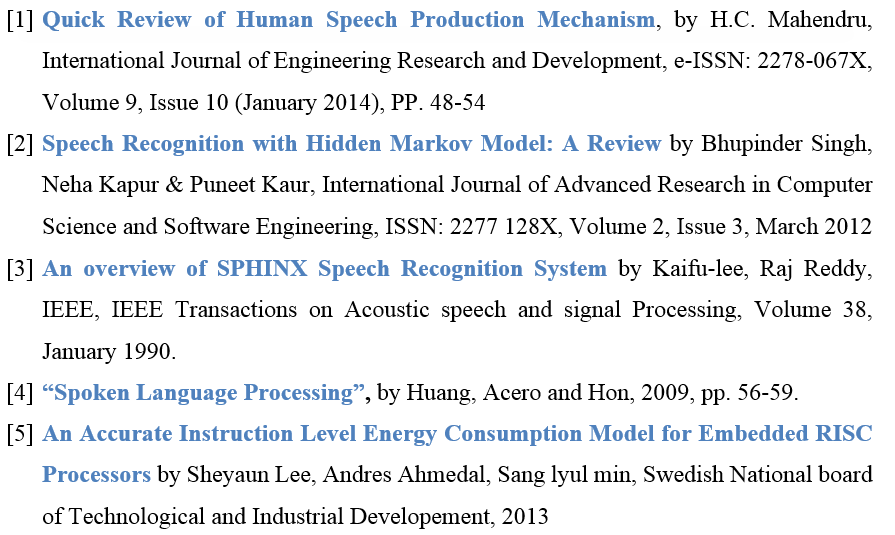 [1] Quick Review of Human Speech Production Mechanism, by H.C. Mahendru,
International Journal of Engineering Research and Development, e-ISSN: 2278-067X,
Volume 9, Issue 10 (January 2014), PP. 48-54
[2] Speech Recognition with Hidden Markov Model: A Review by Bhupinder Singh,
Neha Kapur & Puneet Kaur, International Journal of Advanced Research in Computer
Science and Software Engineering, ISSN: 2277 128X, Volume 2, Issue 3, March 2012
[3] An overview of SPHINX Speech Recognition System by Kaifu-lee, Raj Reddy,
IEEE, IEEE Transactions on Acoustic speech and signal Processing, Volume 38,
January 1990.
[4] “Spoken Language Processing”, by Huang, Acero and Hon, 2009, pp. 56-59.
[5] An Accurate Instruction Level Energy Consumption Model for Embedded RISC
Processors by Sheyaun Lee, Andres Ahmedal, Sang lyul min, Swedish National board
of Technological and Industrial Developement, 2013